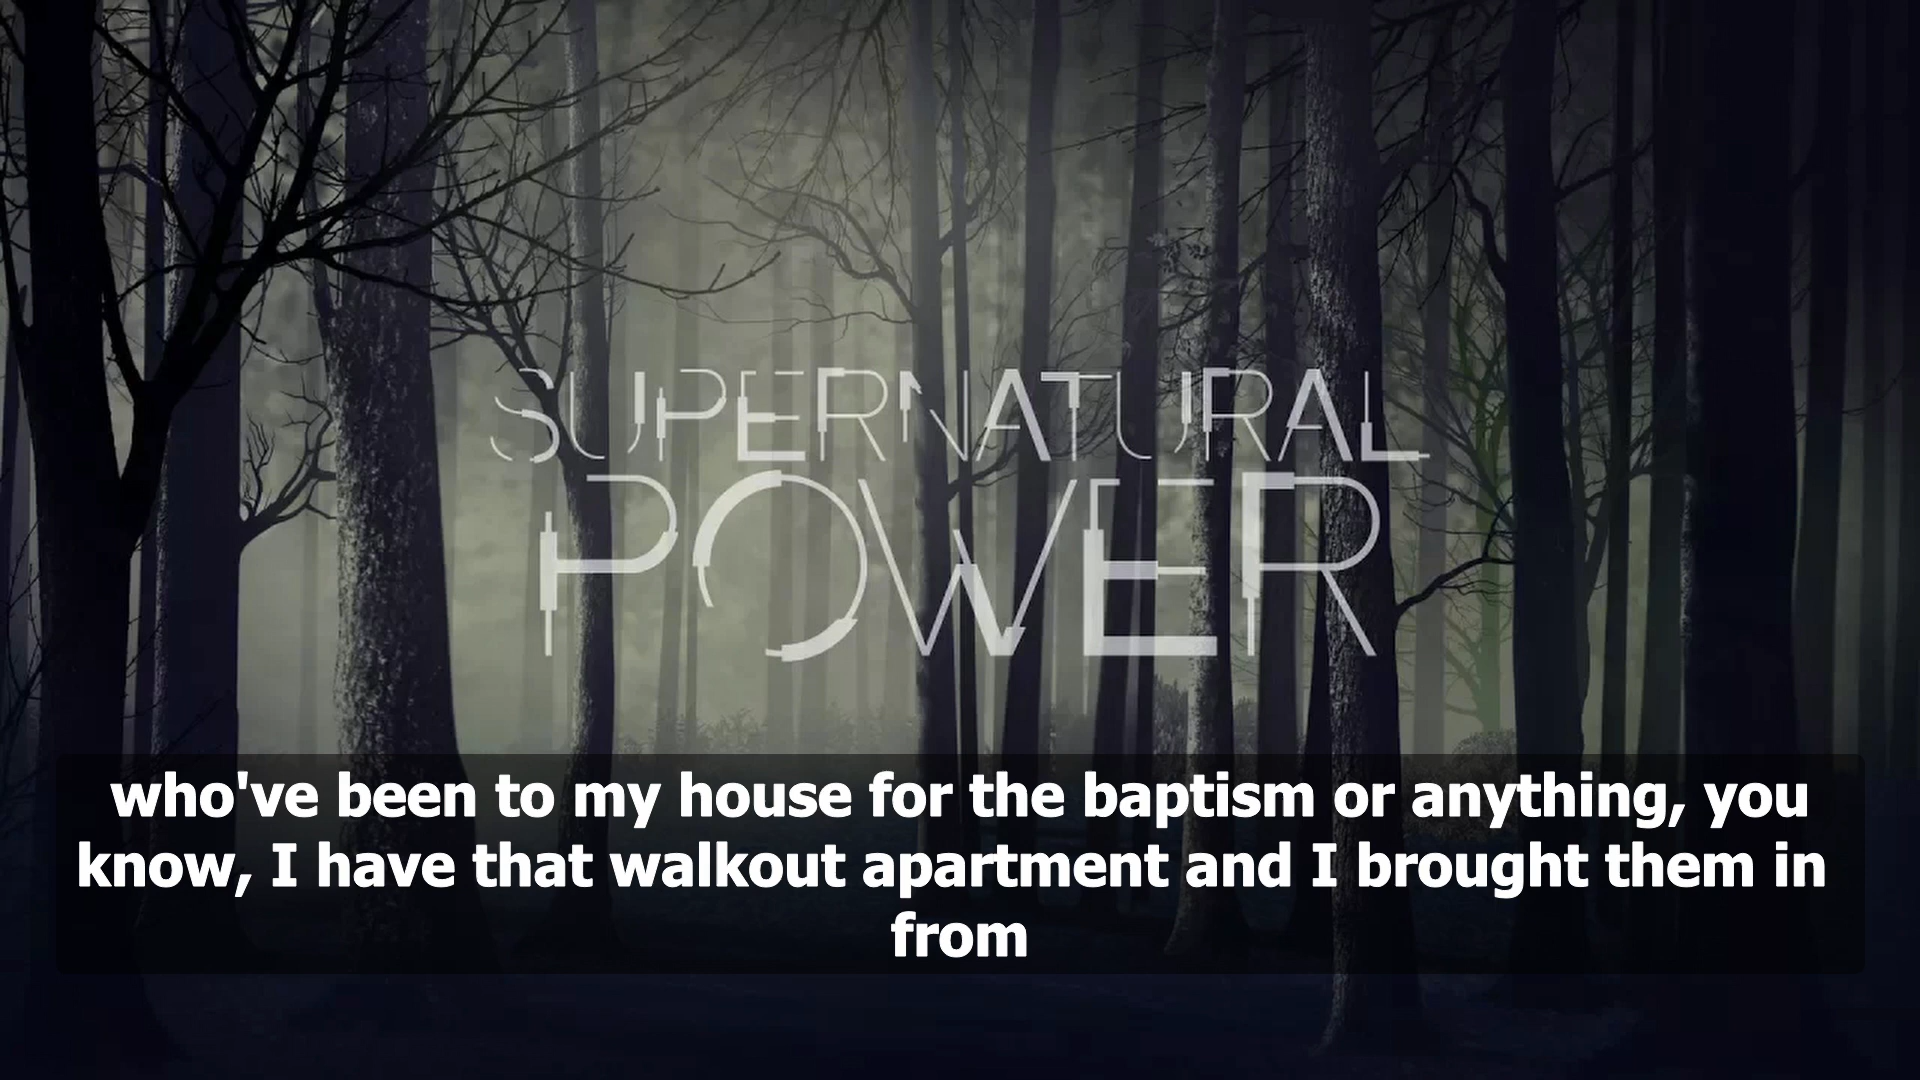 SUPERNATURAL
POWER
who've been to my house for the baptism or anything, you
know, I have that walkout apartment and I brought them in
from